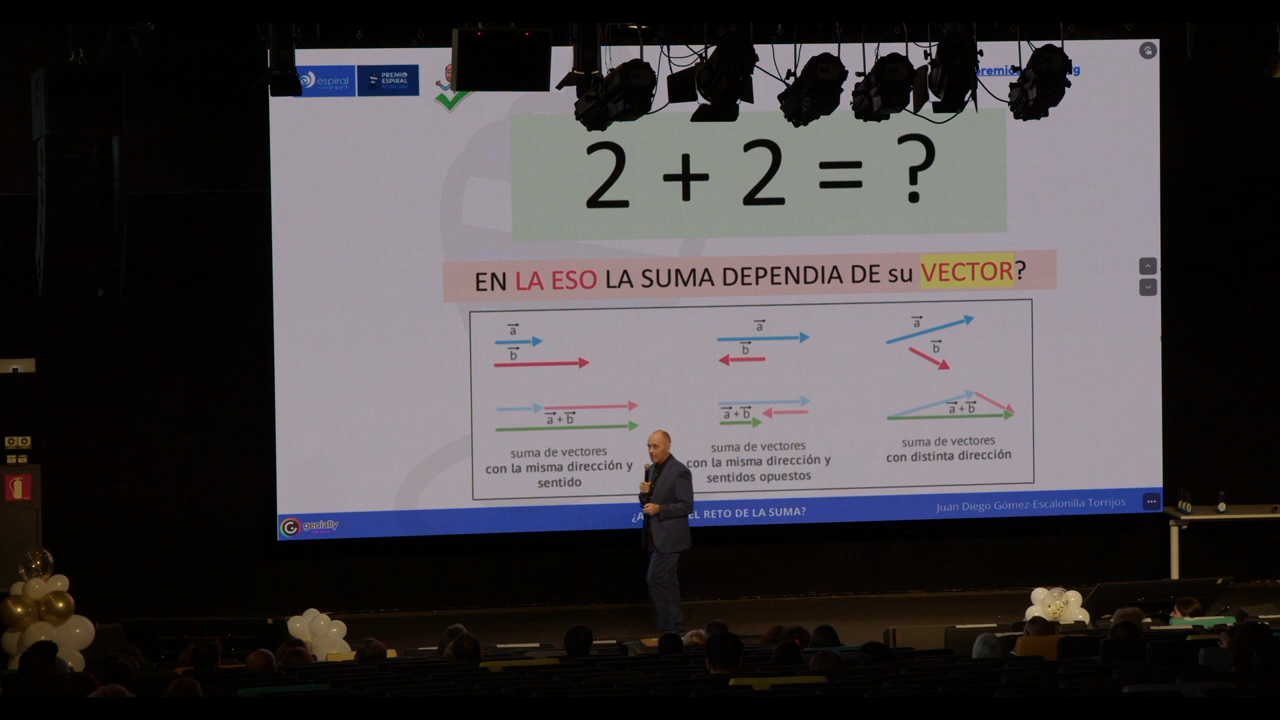 espiral
PREMIO
ESPIRAL
2 + 2 = ?
EN LA ESO LA SUMA DEPENDIA DE su VECTOR?
a
b
a
b
a
b
a + b
a + b
a + b
suma de vectores
con la misma dirección y
sentido
suma de vectores
con la misma dirección y
sentidos opuestos
suma de vectores
con distinta dirección
EL RETO DE LA SUMA?
Juan Diego Gómez-Escalonilla Torrijos
genially